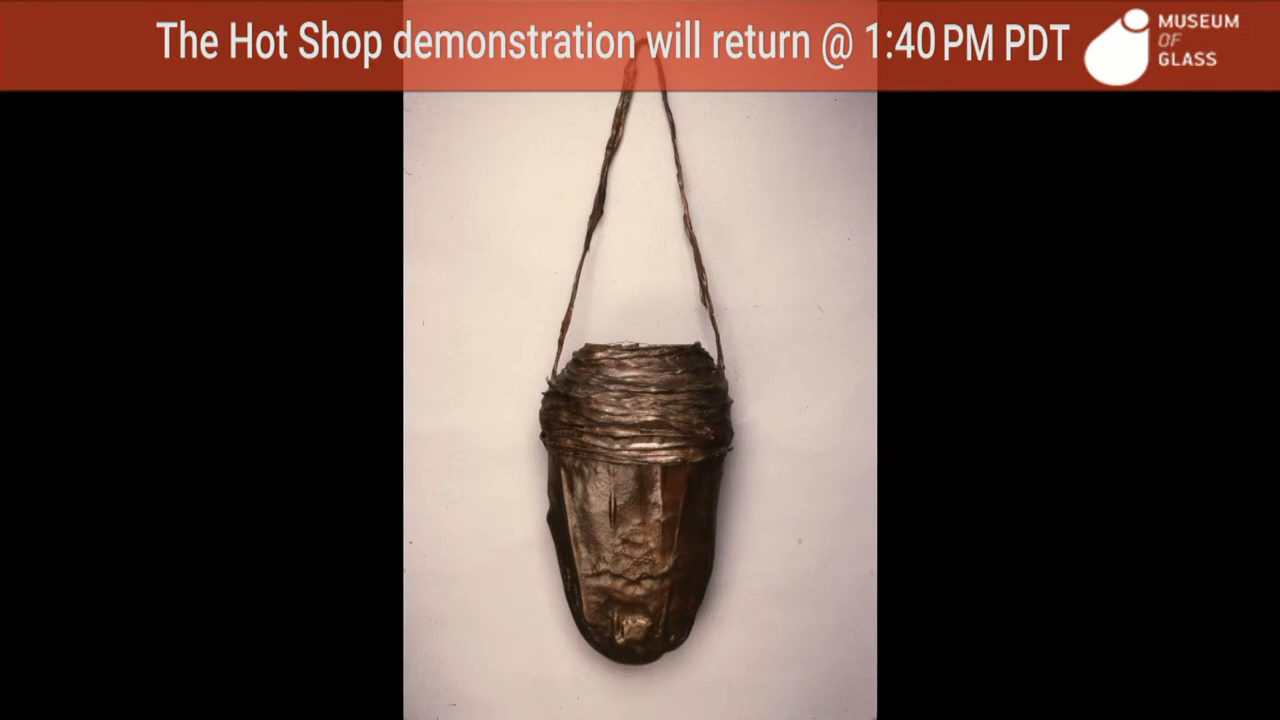 The Hot Shop demonstration will return @ 1:40 PM PDT
MUSEUM
OF
GLASS